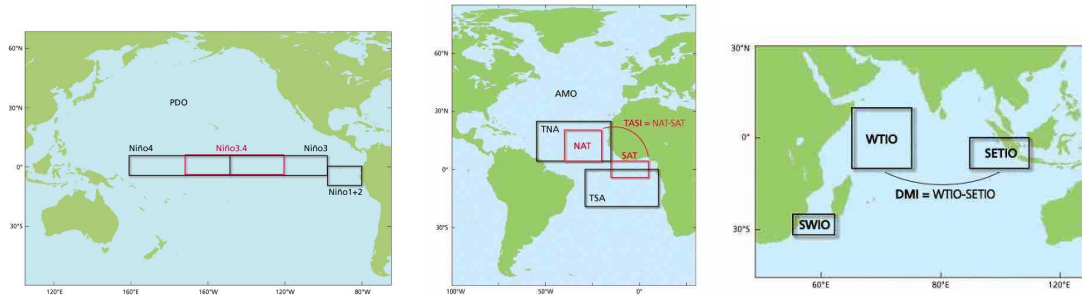 60°N
PDO
30°N
Niño4 Niño3.4 Niño3
0°
Niño1+2
30°S
120°E 160°E 160°W 120°W 80°W
60°N
AMO
30°N
TNA TASI = NAT-SAT
NAT
SAT
0°
TSA
30°S
100°W 50°W 0°
30°N
WTIO
0°
SETIO
DMI = WTIO-SETIO
SWIO
30°S
60°E 80°E 120°E